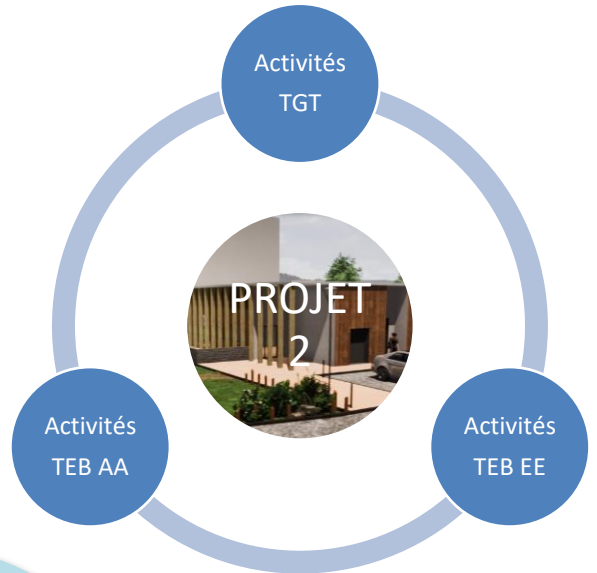 Activités
TGT
PROJET
2
Activités
TEB AA
Activités
TEB EE